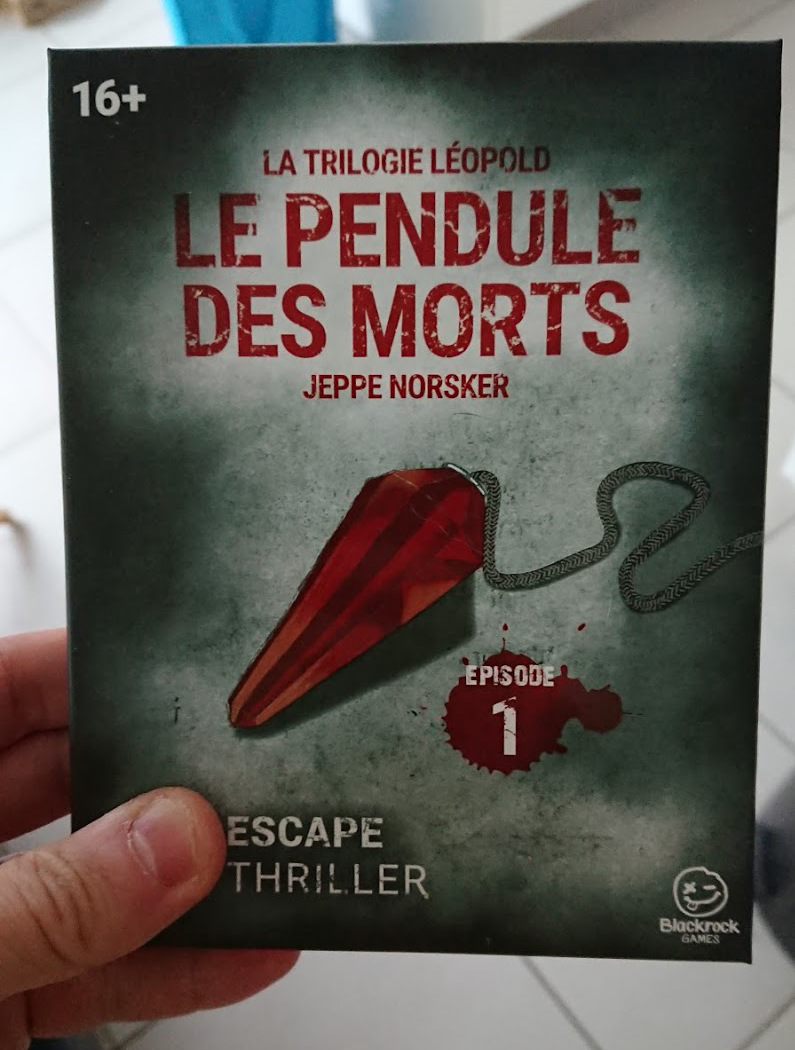 16+
LA TRILOGIE LÉOPOLD
LE PENDULE
DES MORTS
JEPPE NORSKER
EPISODE
1
ESCAPE
THRILLER
Blackrock
GAMES